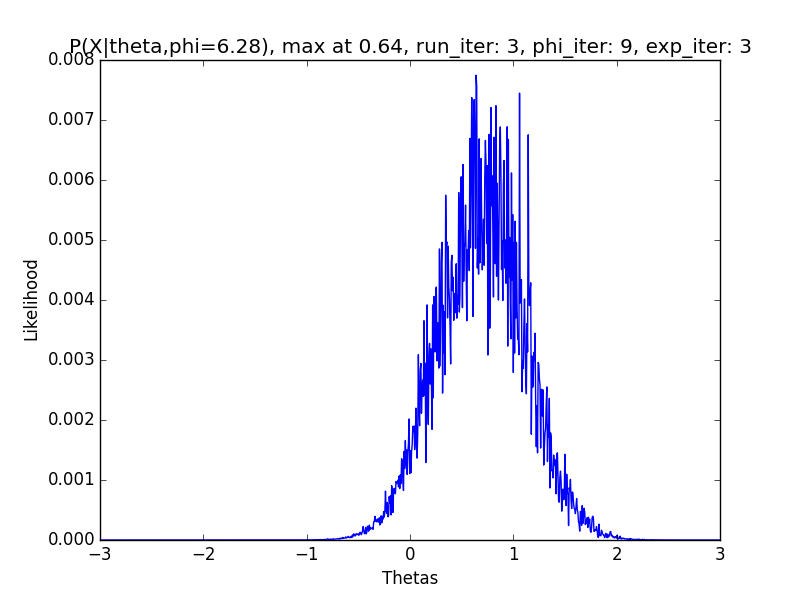 P(X|theta,phi=6.28), max at 0.64, run_iter: 3, phi_iter: 9, exp_iter: 3
0.008
0.007
0.006
0.005
0.004
0.003
0.002
0.001
0.000
Likelihood
−3 −2 −1 0 1 2 3
Thetas